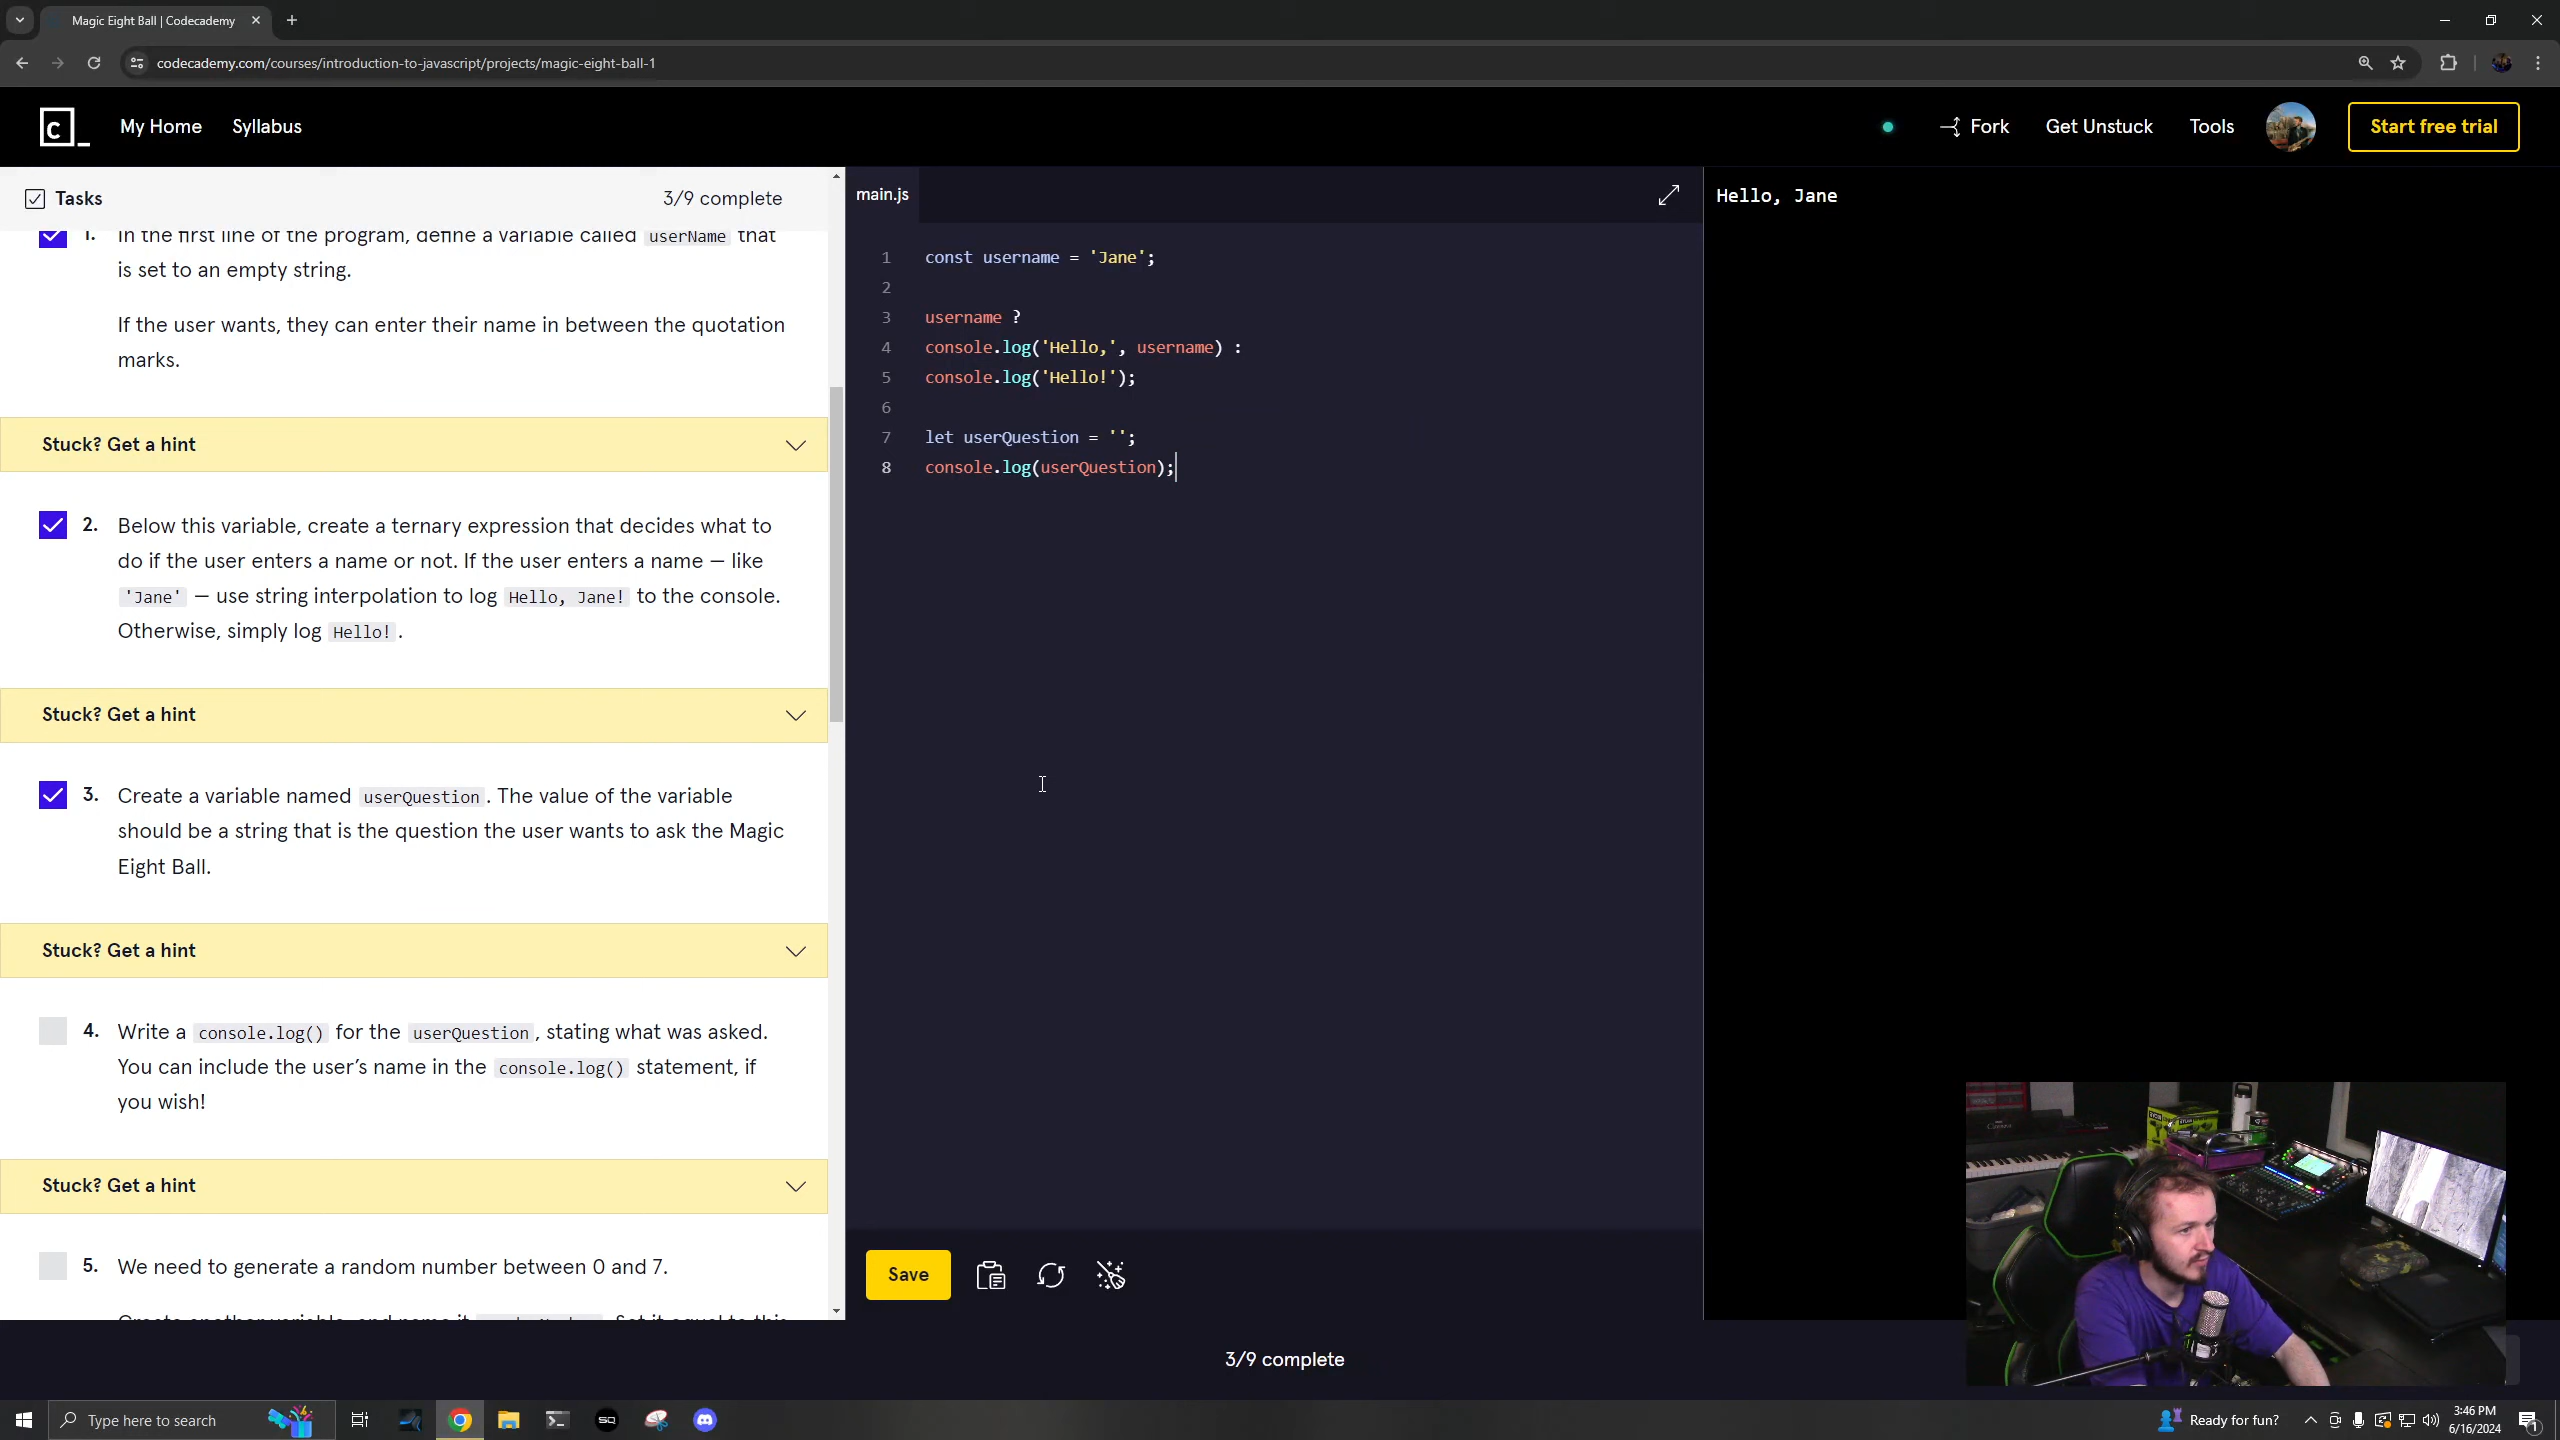 Magic Eight Ball | Codecademy
codecademy.com/courses/introduction-to-javascript/projects/magic-eight-ball-1
c_
My Home
Syllabus
Fork
Get Unstuck
Tools
Start free trial
Tasks
3/9 complete
1. In the first line of the program, define a variable called userName that
is set to an empty string.
If the user wants, they can enter their name in between the quotation
marks.
Stuck? Get a hint
2. Below this variable, create a ternary expression that decides what to
do if the user enters a name or not. If the user enters a name — like
'Jane' — use string interpolation to log Hello, Jane! to the console.
Otherwise, simply log Hello! .
Stuck? Get a hint
3. Create a variable named userQuestion . The value of the variable
should be a string that is the question the user wants to ask the Magic
Eight Ball.
Stuck? Get a hint
4. Write a console.log() for the userQuestion , stating what was asked.
You can include the user’s name in the console.log() statement, if
you wish!
Stuck? Get a hint
5. We need to generate a random number between 0 and 7.
main.js
1 const username = 'Jane';
2
3 username ?
4 console.log('Hello,', username) :
5 console.log('Hello!');
6
7 let userQuestion = '';
8 console.log(userQuestion);
Save
Hello, Jane
3/9 complete
Type here to search
SQ
Ready for fun?
3:46 PM
6/16/2024
1